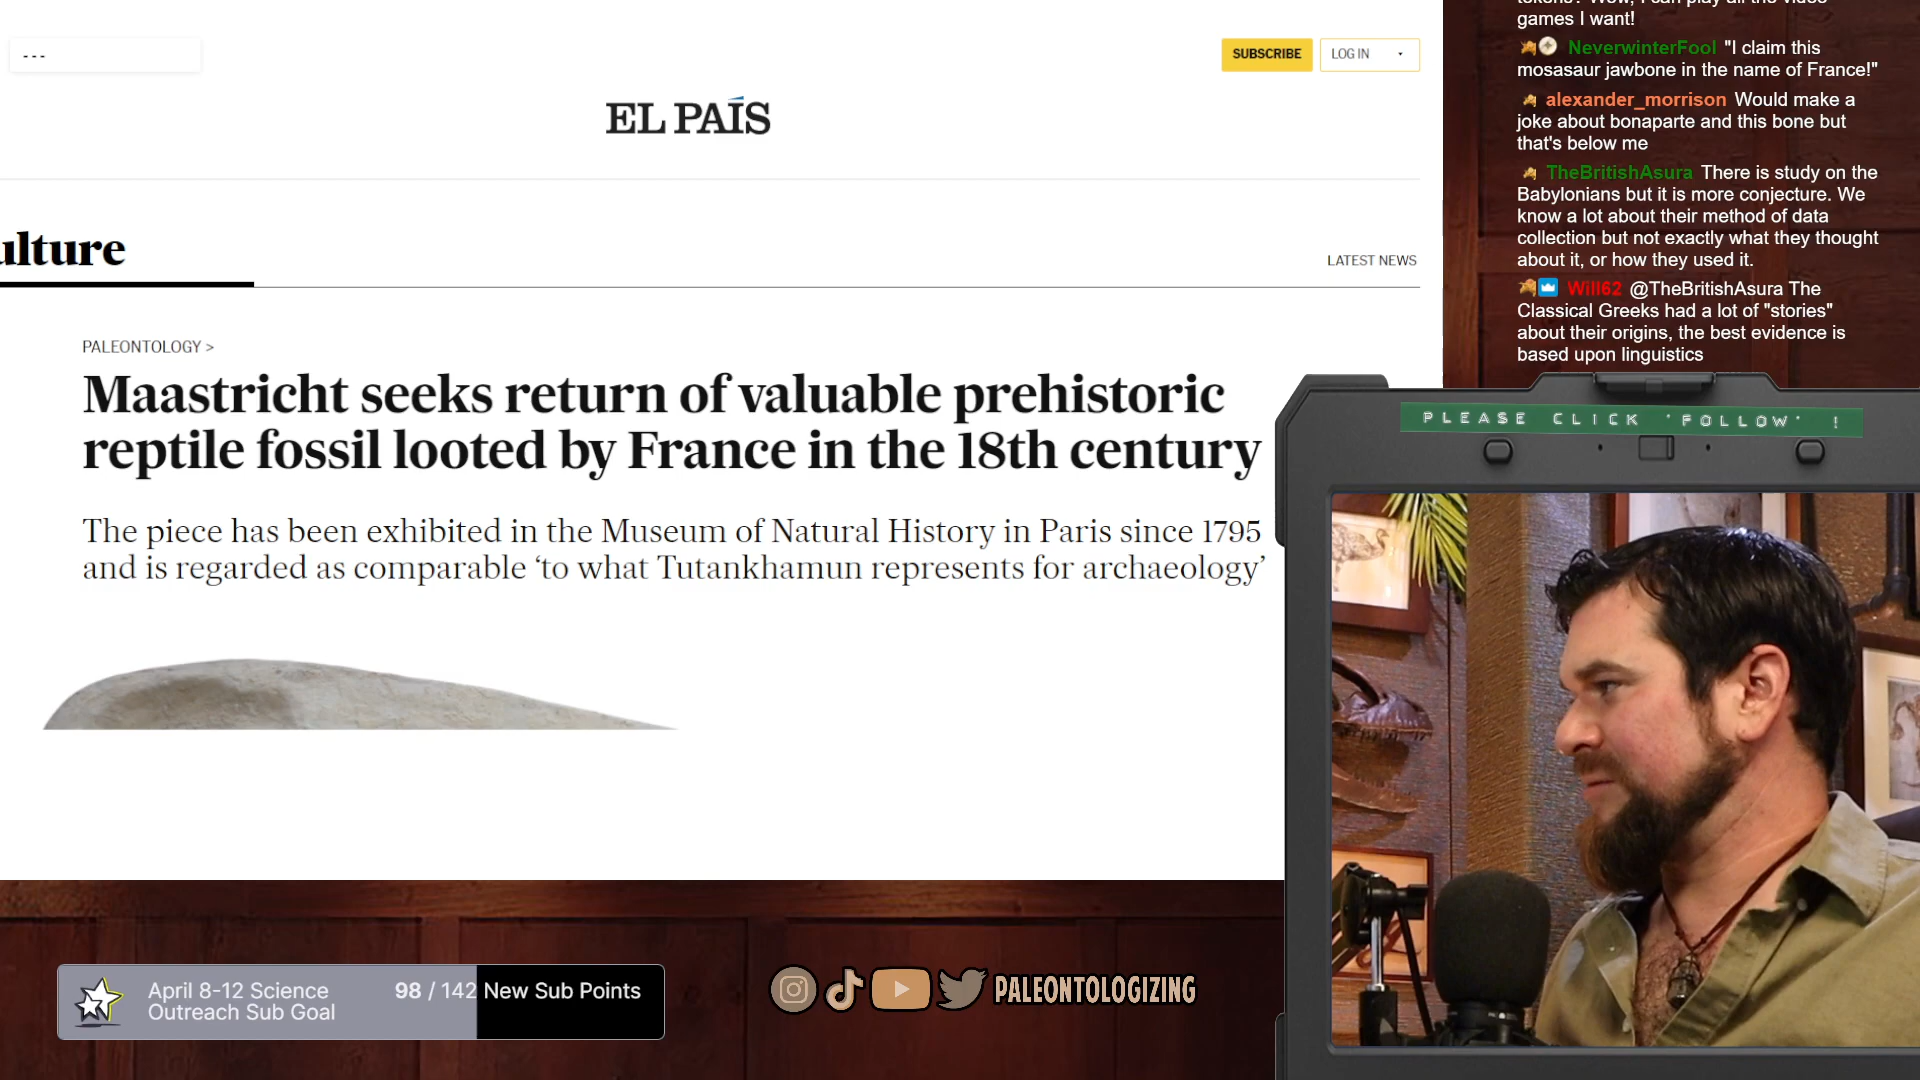 ---
SUBSCRIBE
LOG IN
EL PAÍS
ulture
LATEST NEWS
PALEONTOLOGY >
Maastricht seeks return of valuable prehistoric
reptile fossil looted by France in the 18th century
The piece has been exhibited in the Museum of Natural History in Paris since 1795
and is regarded as comparable ‘to what Tutankhamun represents for archaeology’
games I want!
NeverwinterFool "I claim this
mosasaur jawbone in the name of France!"
alexander_morrison Would make a
joke about bonaparte and this bone but
that's below me
TheBritishAsura There is study on the
Babylonians but it is more conjecture. We
know a lot about their method of data
collection but not exactly what they thought
about it, or how they used it.
Will62 @TheBritishAsura The
Classical Greeks had a lot of "stories"
about their origins, the best evidence is
based upon linguistics
PLEASE CLICK 'FOLLOW' !
April 8-12 Science
Outreach Sub Goal
98 / 142 New Sub Points
PALEONTOLOGIZING